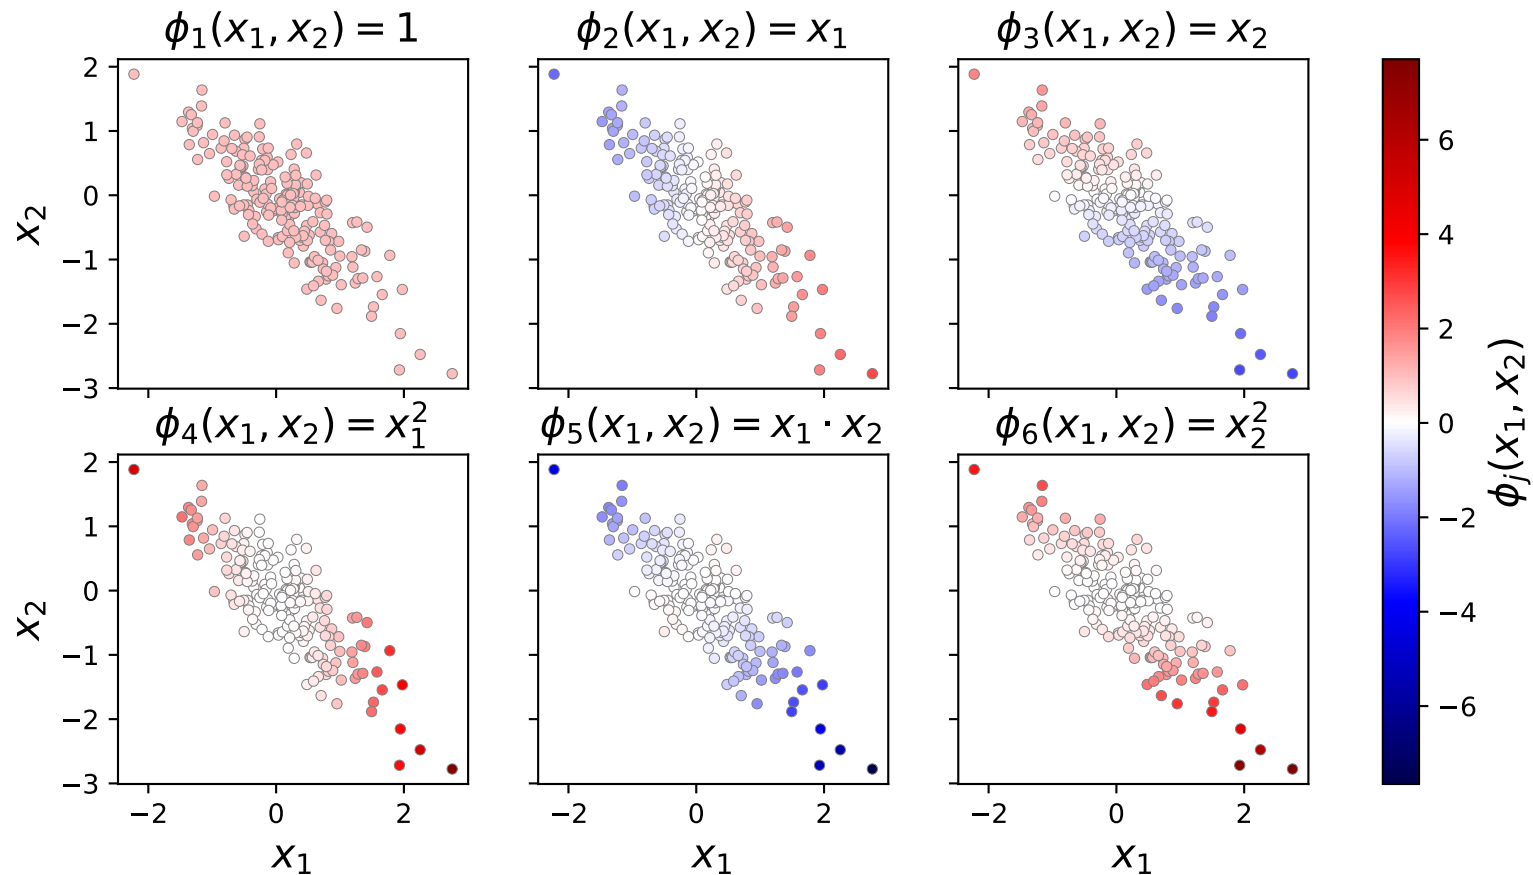 ϕ₁(x₁, x₂) = 1
ϕ₂(x₁, x₂) = x₁
ϕ₃(x₁, x₂) = x₂
2
1
0
−1
−2
−3
x₂
ϕ₄(x₁, x₂) = x₁²
ϕ₅(x₁, x₂) = x₁ · x₂
ϕ₆(x₁, x₂) = x₂²
2
1
0
−1
−2
−3
x₂
−2 0 2
−2 0 2
−2 0 2
x₁
x₁
x₁
6
4
2
0
−2
−4
−6
ϕⱼ(x₁, x₂)